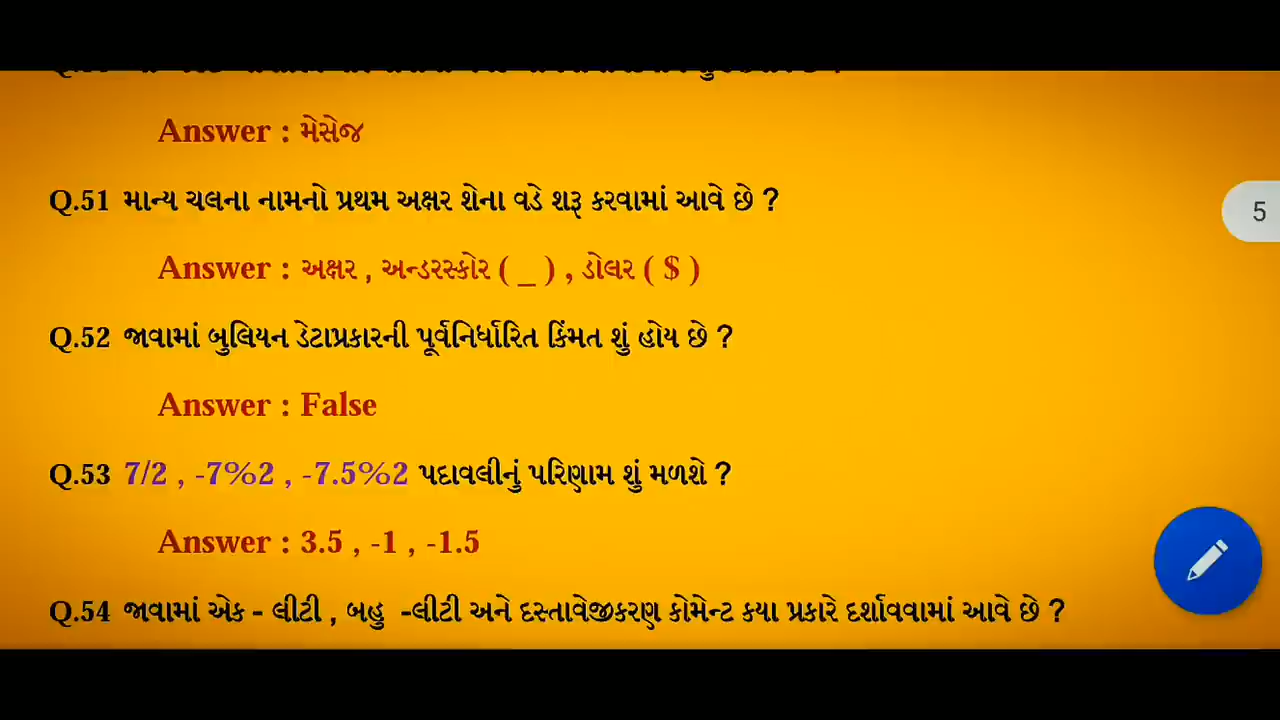 Answer : મેસેજ
Q.51 માન્ય ચલના નામનો પ્રથમ અક્ષર શેના વડે શરૂ કરવામાં આવે છે ?
5
Answer : અક્ષર , અન્ડરસ્કોર ( _ ) , ડોલર ( $ )
Q.52 જાવામાં બુલિયન ડેટાપ્રકારની પૂર્વનિર્ધારિત કિંમત શું હોય છે ?
Answer : False
Q.53 7/2 , -7%2 , -7.5%2 પદાવલીનું પરિણામ શું મળશે ?
Answer : 3.5 , -1 , -1.5
Q.54 જાવામાં એક - લીટી , બહુ -લીટી અને દસ્તાવેજીકરણ કોમેન્ટ કયા પ્રકારે દર્શાવવામાં આવે છે ?